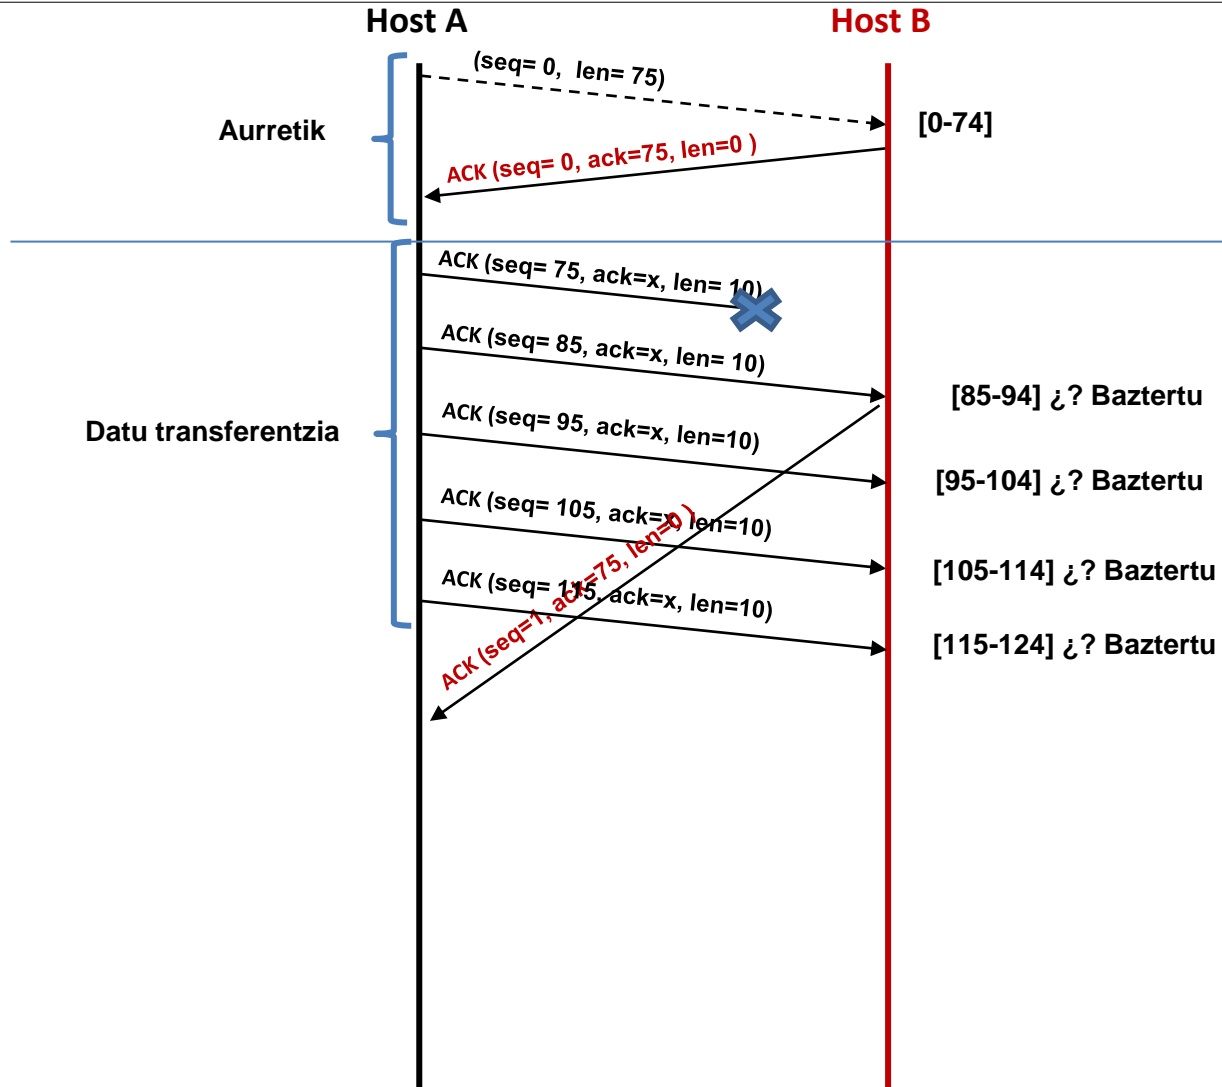 Host A
Host B
(seq= 0, len= 75)
[0-74]
Aurretik
ACK (seq= 0, ack=75, len=0 )
ACK (seq= 75, ack=x, len= 10)
ACK (seq= 85, ack=x, len= 10)
[85-94] ¿? Baztertu
Datu transferentzia
ACK (seq= 95, ack=x, len=10)
[95-104] ¿? Baztertu
ACK (seq= 105, ack=x, len=10)
[105-114] ¿? Baztertu
ACK (seq= 115, ack=x, len=10)
[115-124] ¿? Baztertu
ACK (seq=1, ack=75, len=0 )